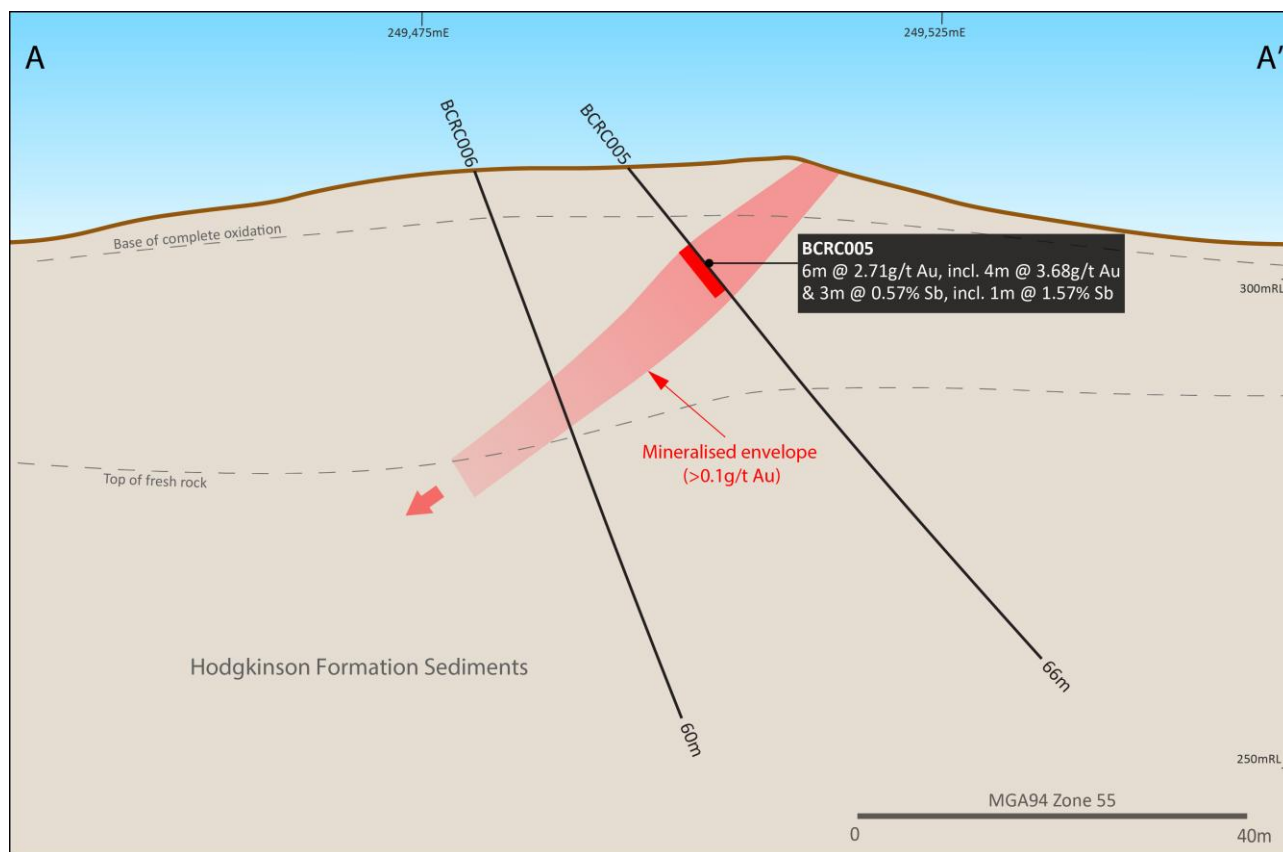 249,475mE
249,525mE
A
A'
BCRC006
BCRC005
Base of complete oxidation
BCRC005
6m @ 2.71g/t Au, incl. 4m @ 3.68g/t Au
& 3m @ 0.57% Sb, incl. 1m @ 1.57% Sb
300mRL
Mineralised envelope
(>0.1g/t Au)
Top of fresh rock
Hodgkinson Formation Sediments
66m
60m
250mRL
MGA94 Zone 55
0
40m